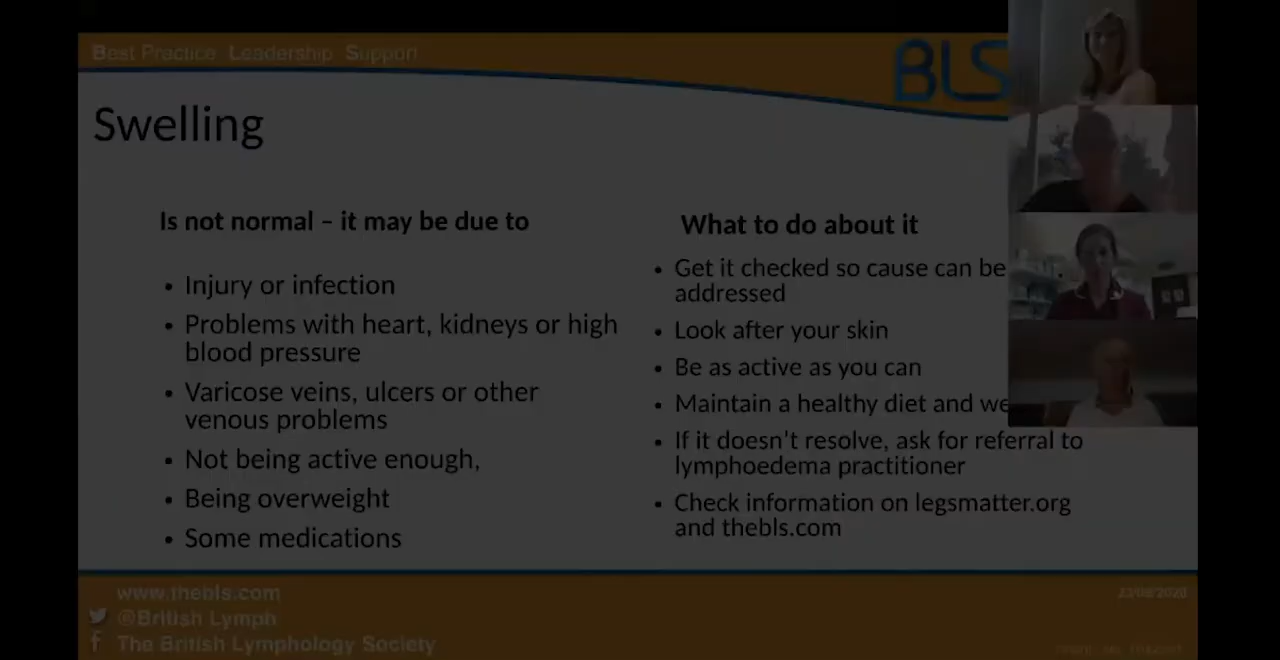 Best Practice Leadership Support
BLS
Swelling
Is not normal – it may be due to
• Injury or infection
• Problems with heart, kidneys or high
blood pressure
• Varicose veins, ulcers or other
venous problems
• Not being active enough,
• Being overweight
• Some medications
What to do about it
• Get it checked so cause can be
addressed
• Look after your skin
• Be as active as you can
• Maintain a healthy diet and we
• If it doesn't resolve, ask for referral to
lymphoedema practitioner
• Check information on legsmatter.org
and thebls.com
www.thebls.com
@British Lymph
The British Lymphology Society